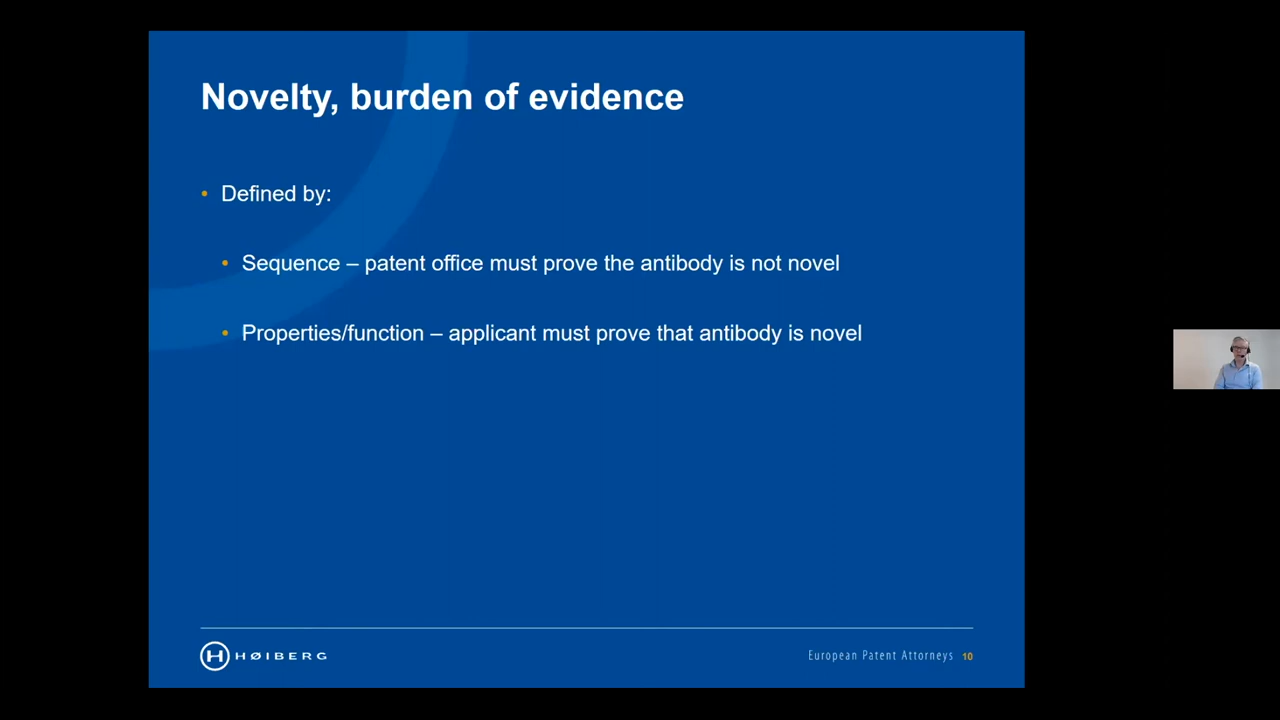 Novelty, burden of evidence
• Defined by:
• Sequence – patent office must prove the antibody is not novel
• Properties/function – applicant must prove that antibody is novel
H HØIBERG
European Patent Attorneys 10